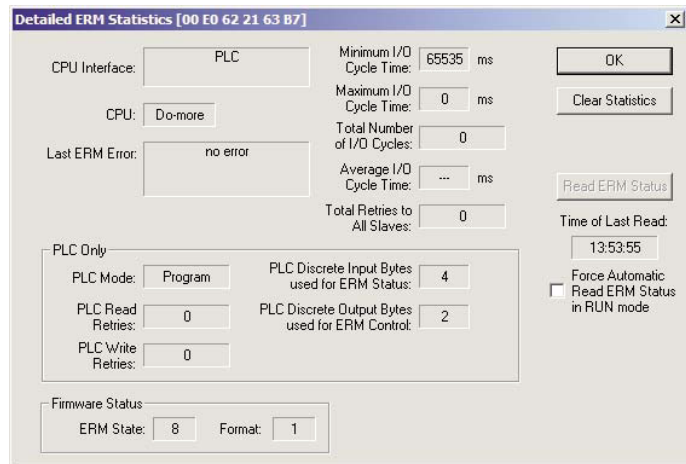 Detailed ERM Statistics [00 E0 62 21 63 B7]
CPU Interface:
PLC
CPU:
Do-more
Last ERM Error:
no error
Minimum I/O
Cycle Time:
65535 ms
Maximum I/O
Cycle Time:
0 ms
Total Number
of I/O Cycles:
0
Average I/O
Cycle Time:
--- ms
Total Retries to
All Slaves:
0
OK
Clear Statistics
Read ERM Status
Time of Last Read:
13:53:55
Force Automatic
Read ERM Status
in RUN mode
PLC Only
PLC Mode:
Program
PLC Read
Retries:
0
PLC Write
Retries:
0
PLC Discrete Input Bytes
used for ERM Status:
4
PLC Discrete Output Bytes
used for ERM Control:
2
Firmware Status
ERM State: 8 Format: 1